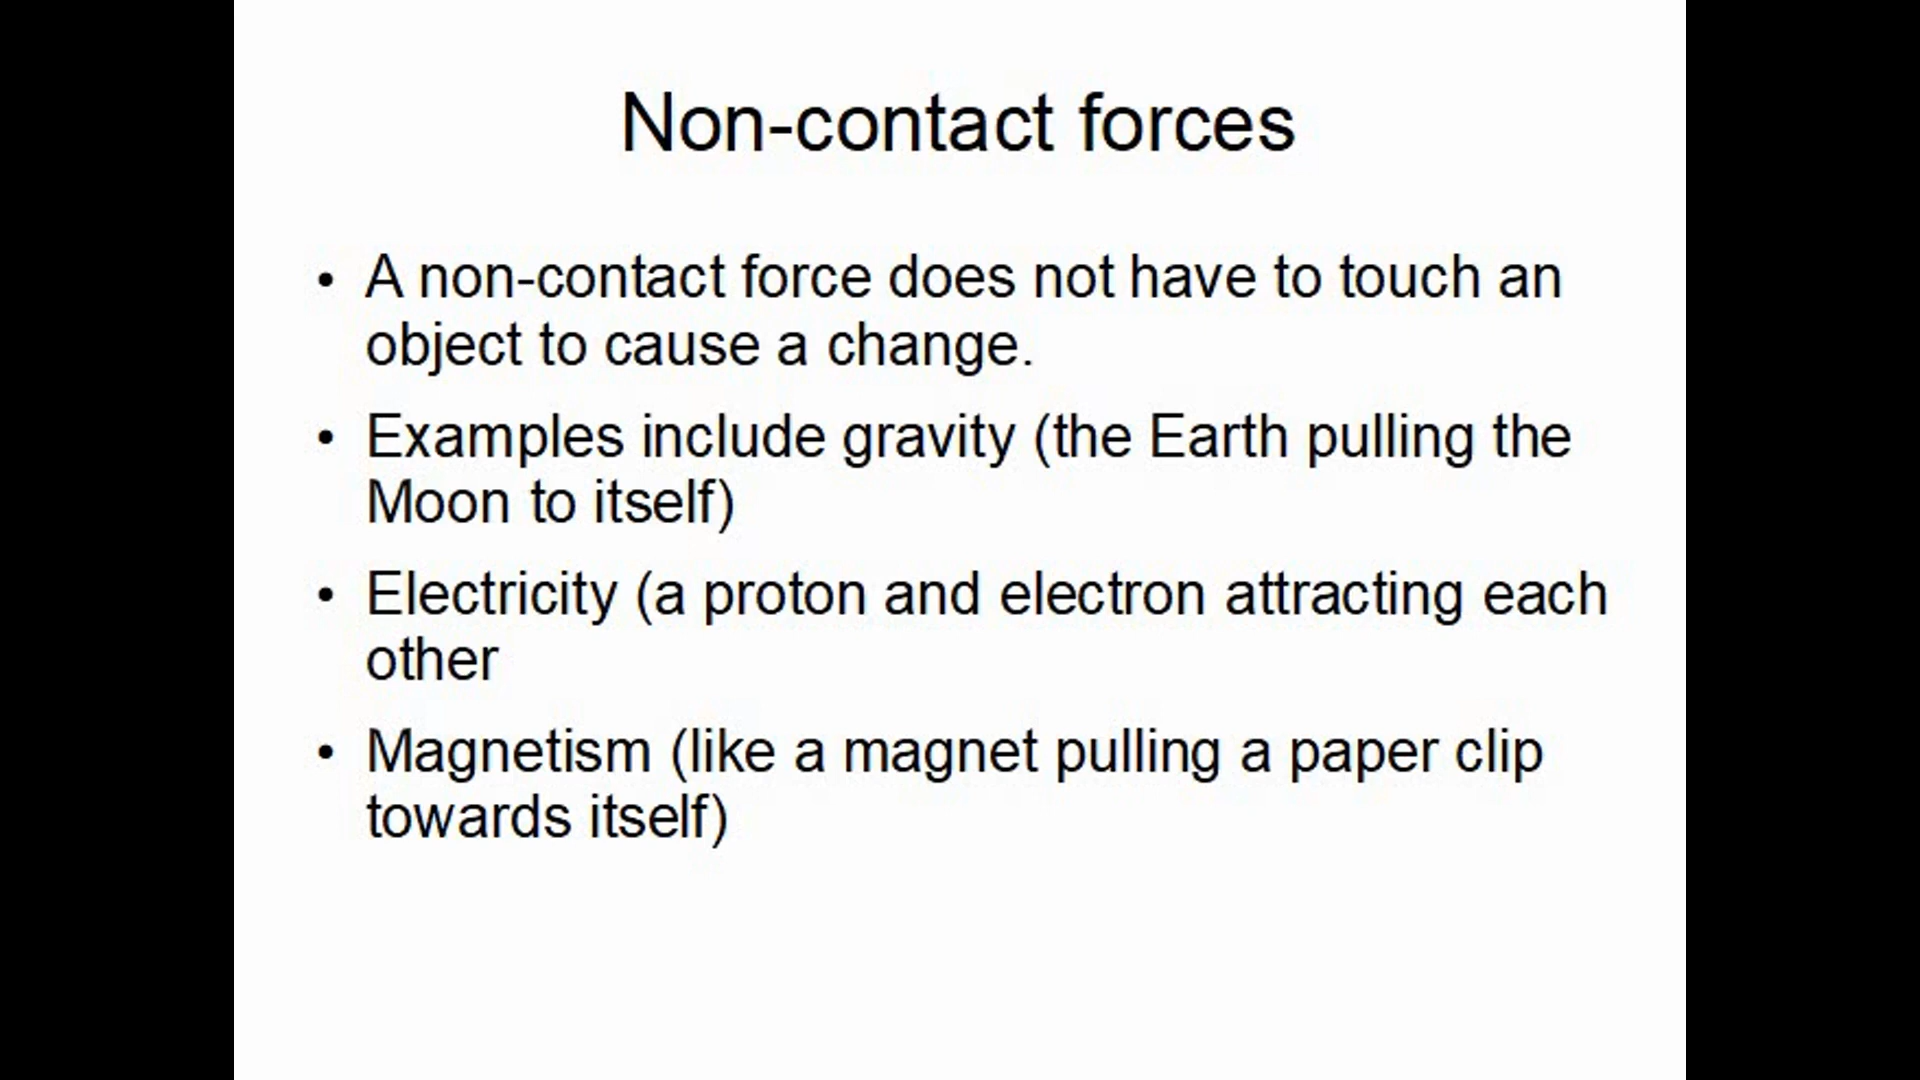 Non-contact forces
• A non-contact force does not have to touch an
object to cause a change.
• Examples include gravity (the Earth pulling the
Moon to itself)
• Electricity (a proton and electron attracting each
other
• Magnetism (like a magnet pulling a paper clip
towards itself)